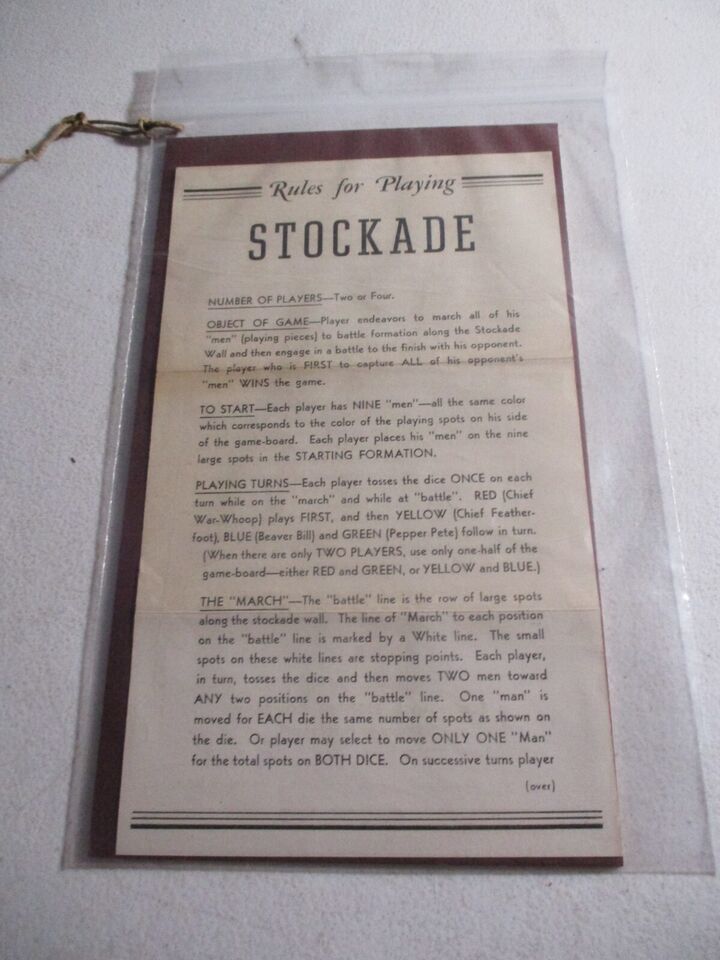 Rules for Playing
STOCKADE
NUMBER OF PLAYERS—Two or Four.
OBJECT OF GAME—Player endeavors to march all of his
"men" (playing pieces) to battle formation along the Stockade
Wall and then engage in a battle to the finish with his opponent.
The player who is FIRST to capture ALL of his opponent's
"men" WINS the game.
TO START—Each player has NINE "men"—all the same color
which corresponds to the color of the playing spots on his side
of the game-board. Each player places his "men" on the nine
large spots in the STARTING FORMATION.
PLAYING TURNS—Each player tosses the dice ONCE on each
turn while on the "march" and while at "battle". RED (Chief
War-Whoop) plays FIRST, and then YELLOW (Chief Feather-
foot), BLUE (Beaver Bill) and GREEN (Pepper Pete) follow in turn.
(When there are only TWO PLAYERS, use only one-half of the
game-board—either RED and GREEN, or YELLOW and BLUE.)
THE "MARCH"—The "battle" line is the row of large spots
along the stockade wall. The line of "March" to each position
on the "battle" line is marked by a White line. The small
spots on these white lines are stopping points. Each player,
in turn, tosses the dice and then moves TWO men toward
ANY two positions on the "battle" line. One "man" is
moved for EACH die the same number of spots as shown on
the die. Or player may select to move ONLY ONE "Man"
for the total spots on BOTH DICE. On successive turns player
(over)